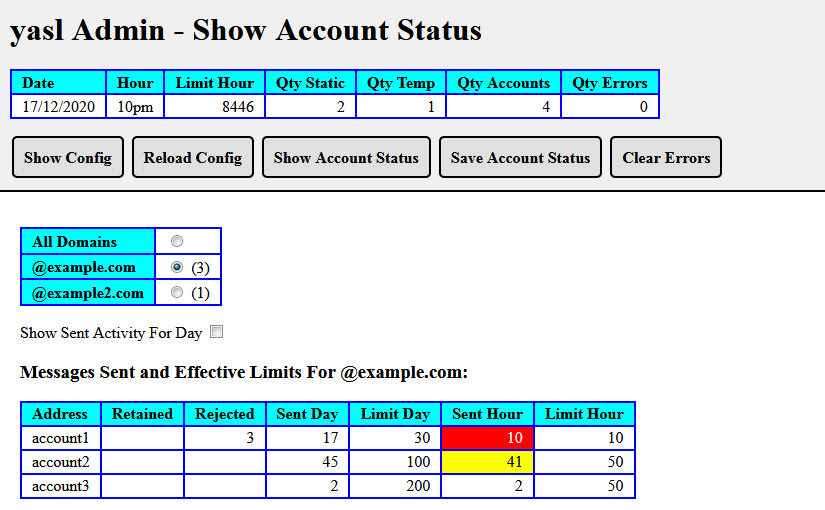 yasl Admin - Show Account Status
Date Hour Limit Hour Qty Static Qty Temp Qty Accounts Qty Errors
17/12/2020 10pm 8446 2 1 4 0
Show Config Reload Config Show Account Status Save Account Status Clear Errors
All Domains
@example.com (3)
@example2.com (1)
Show Sent Activity For Day
Messages Sent and Effective Limits For @example.com:
Address Retained Rejected Sent Day Limit Day Sent Hour Limit Hour
account1 3 17 30 10 10
account2 45 100 41 50
account3 2 200 2 50